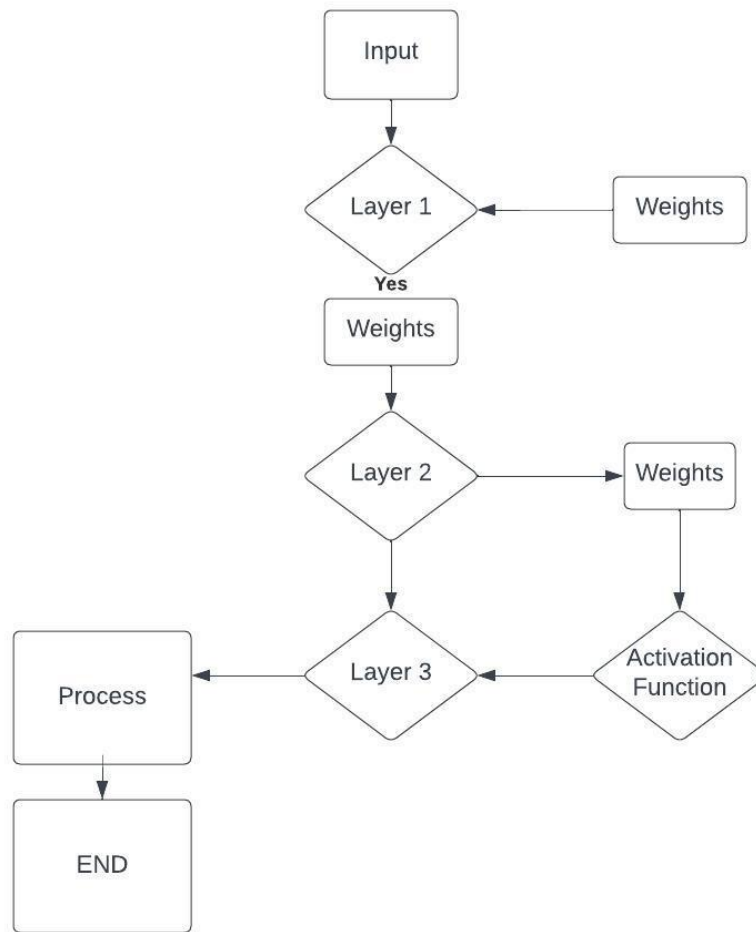 Input
Layer 1
Weights
Yes
Weights
Layer 2
Weights
Process
Layer 3
Activation
Function
END